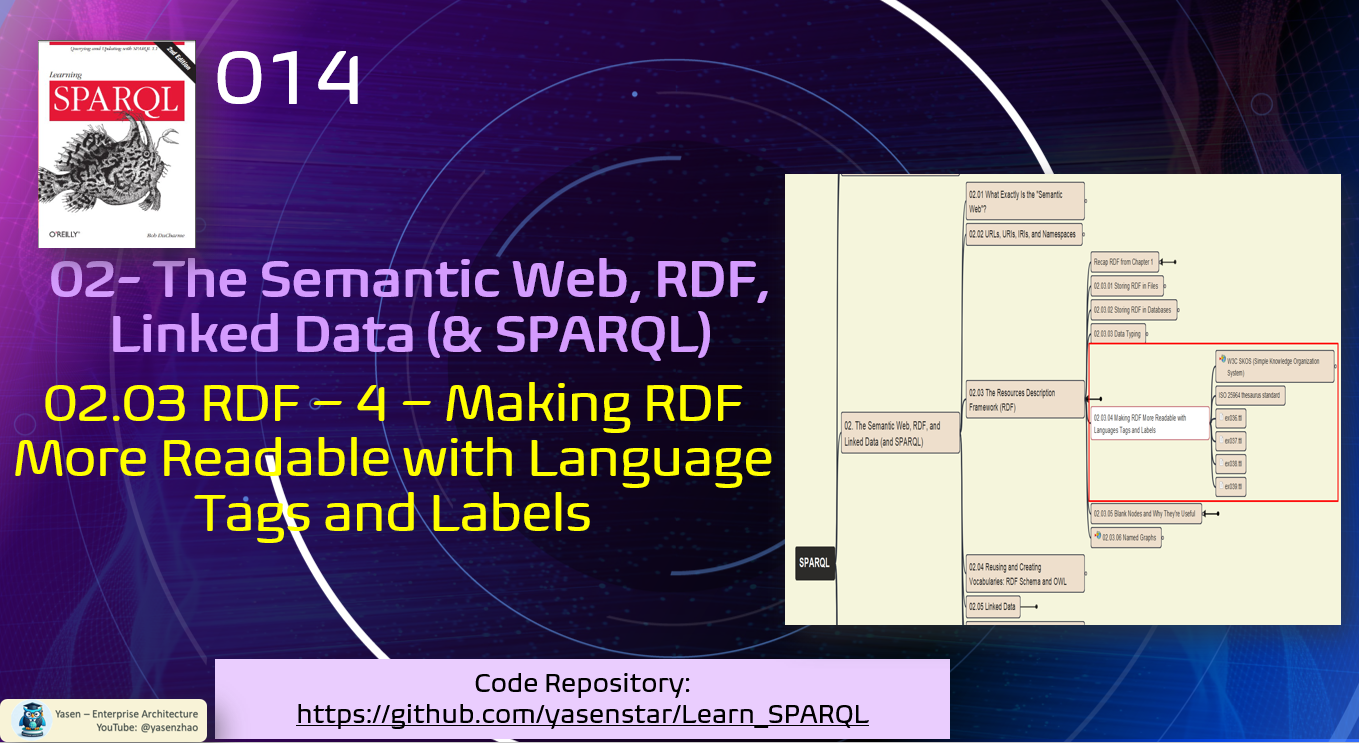 Querying and Updating with SPARQL 1.1
2nd Edition
Learning
SPARQL
O'REILLY
Bob DuCharme
014
02- The Semantic Web, RDF,
Linked Data (& SPARQL)
02.03 RDF – 4 – Making RDF
More Readable with Language
Tags and Labels
SPARQL
02. The Semantic Web, RDF, and
Linked Data (and SPARQL)
02.01 What Exactly Is the "Semantic
Web"?
02.02 URLs, URIs, IRIs, and Namespaces
02.03 The Resources Description
Framework (RDF)
Recap RDF from Chapter 1
02.03.01 Storing RDF in Files
02.03.02 Storing RDF in Databases
02.03.03 Data Typing
02.03.04 Making RDF More Readable with
Languages Tags and Labels
W3C SKOS (Simple Knowledge Organization
System)
ISO 25964 thesaurus standard
ex036.ttl
ex037.ttl
ex038.ttl
ex039.ttl
02.03.05 Blank Nodes and Why They're Useful
02.03.06 Named Graphs
02.04 Reusing and Creating
Vocabularies: RDF Schema and OWL
02.05 Linked Data
Code Repository:
https://github.com/yasenstar/Learn_SPARQL
Yasen – Enterprise Architecture
YouTube: @yasenzhao